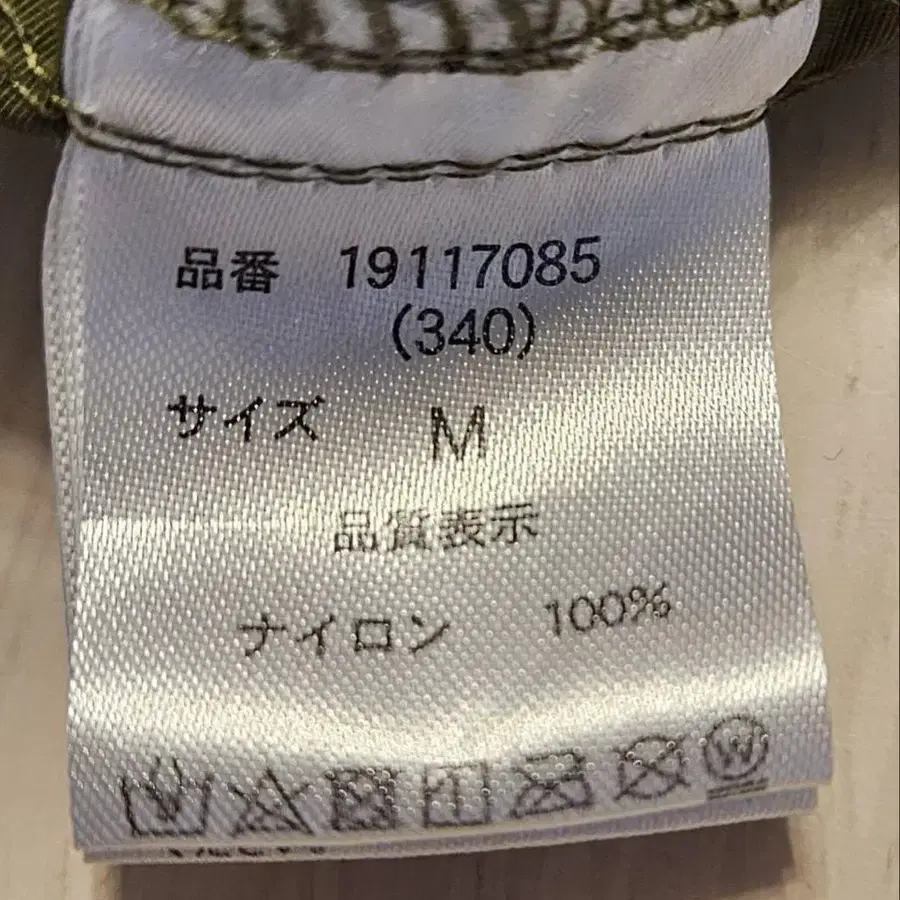 品番 19117085
(340)
サイズ M
品質表示
ナイロン 100%
W